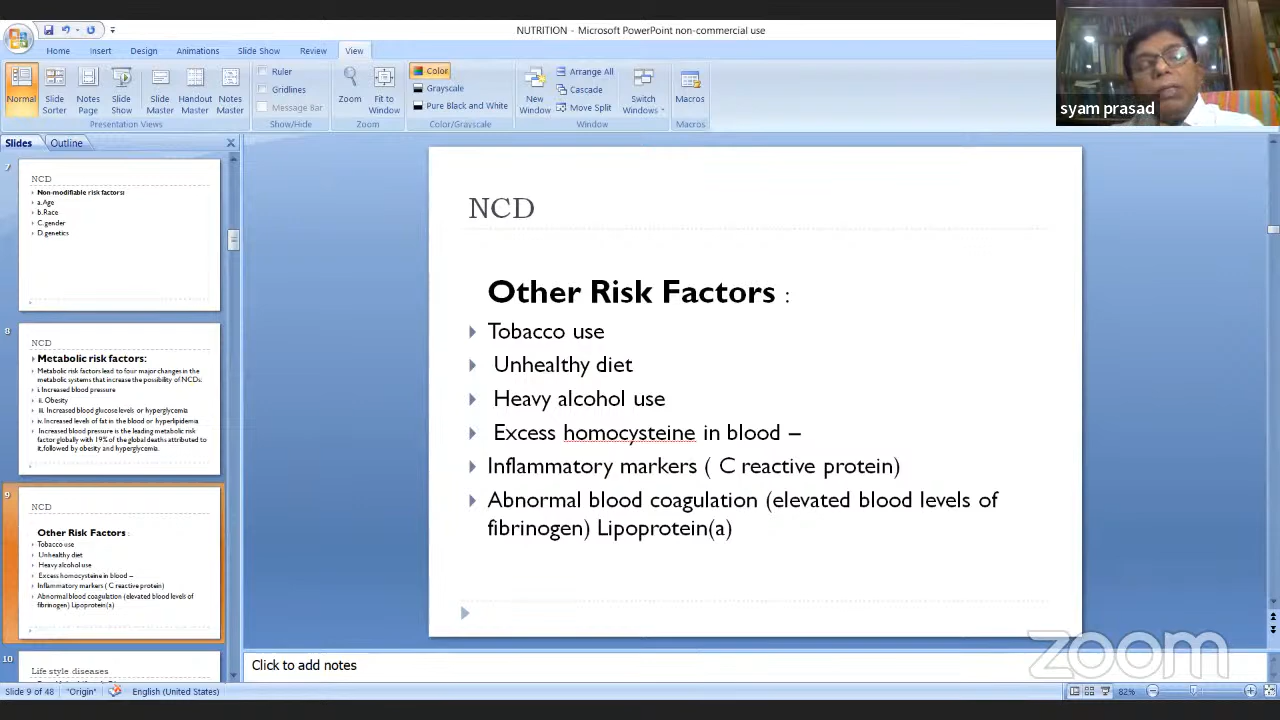 NUTRITION - Microsoft PowerPoint non-commercial use
Home Insert Design Animations Slide Show Review View
Normal Slide Sorter Notes Page Slide Show Slide Master Handout Master Notes Master
Presentation Views
Ruler
Gridlines
Message Bar
Show/Hide
Zoom Fit to Window
Zoom
Color
Grayscale
Pure Black and White
Color/Grayscale
New Window
Arrange All
Cascade
Move Split
Switch Windows
Window
Macros
Macros
syam prasad
Slides Outline
7
NCD
Non-modifiable risk factors:
a. Age
b. Race
C. gender
D. genetics
8
NCD
Metabolic risk factors:
Metabolic risk factors lead to four major changes in the
metabolic systems that increase the possibility of NCDs:
i. Increased blood pressure
ii. Obesity
iii. Increased blood glucose levels or hyperglycemia
iv. Increased levels of fat in the blood or hyperlipidemia
Increased blood pressure is the leading metabolic risk
factor globally with 19% of the global deaths attributed to
it,followed by obesity and hyperglycemia.
9
NCD
Other Risk Factors :
Tobacco use
Unhealthy diet
Heavy alcohol use
Excess homocysteine in blood –
Inflammatory markers ( C reactive protein)
Abnormal blood coagulation (elevated blood levels of
fibrinogen) Lipoprotein(a)
10
Life style diseases
NCD
Other Risk Factors :
Tobacco use
Unhealthy diet
Heavy alcohol use
Excess homocysteine in blood –
Inflammatory markers ( C reactive protein)
Abnormal blood coagulation (elevated blood levels of
fibrinogen) Lipoprotein(a)
Click to add notes
zoom
Slide 9 of 48 "Origin" English (United States) 82%